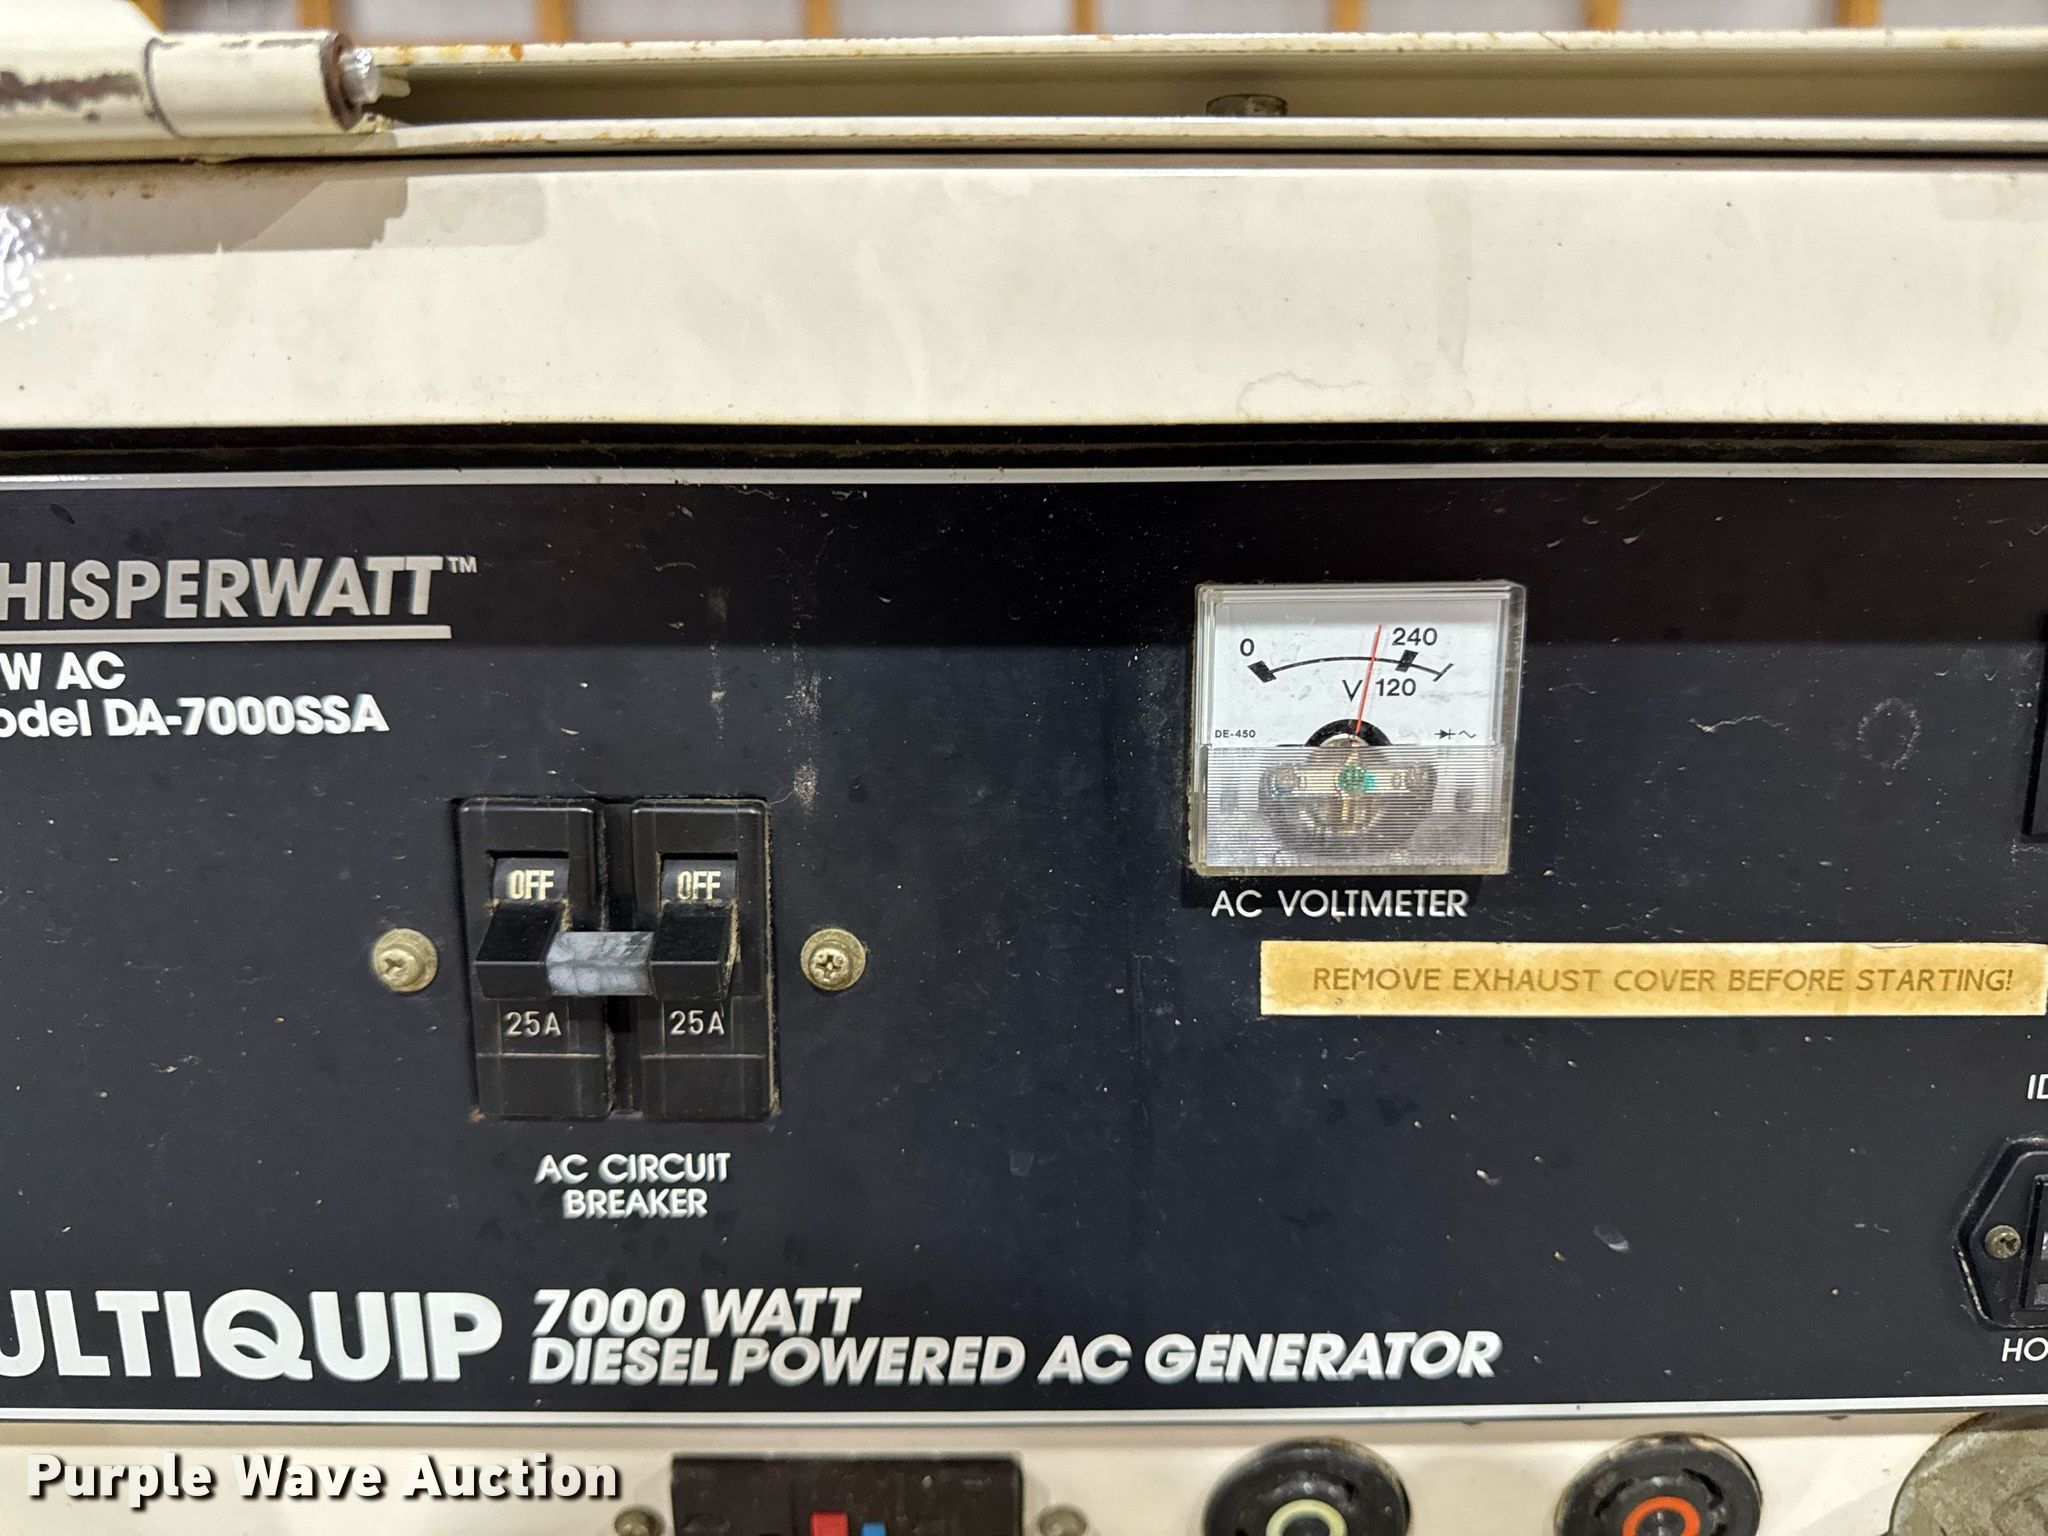 HISPERWATT™
W AC
odel DA-7000SSA
0
240
V
120
DE-450
AC VOLTMETER
OFF
OFF
25A
25A
REMOVE EXHAUST COVER BEFORE STARTING!
ID
AC CIRCUIT
BREAKER
HO
ULTIQUIP 7000 WATT
DIESEL POWERED AC GENERATOR
Purple Wave Auction